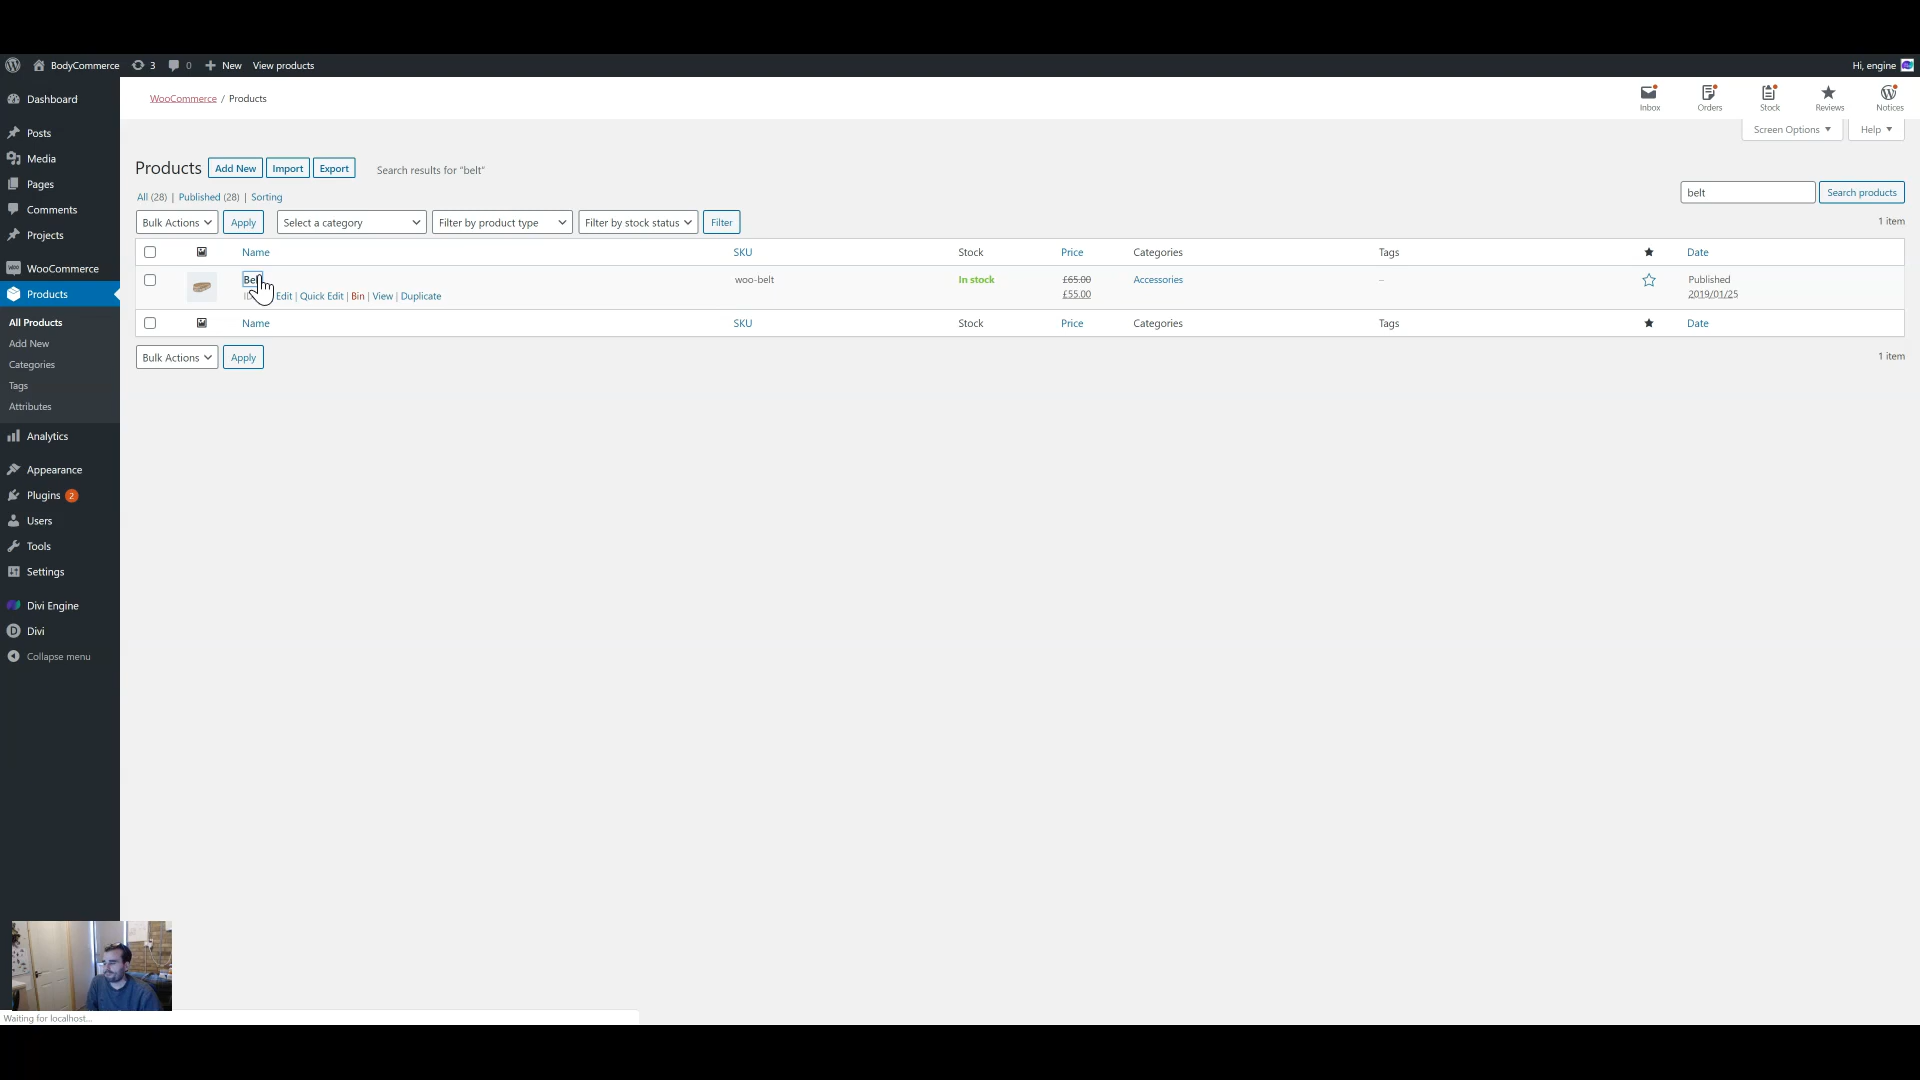 BodyCommerce 3 0 New View products Hi, engine
WooCommerce / Products
Inbox Orders Stock Reviews Notices
Screen Options Help
Products Add New Import Export Search results for “belt”
All (28) | Published (28) | Sorting
belt Search products
Bulk Actions Apply Select a category Filter by product type Filter by stock status Filter 1 item
Name SKU Stock Price Categories Tags Date
woo-belt In stock £65.00 Accessories – Published
Edit | Quick Edit | Bin | View | Duplicate £55.00 2019/01/25
Name SKU Stock Price Categories Tags Date
Bulk Actions Apply 1 item
Dashboard
Posts
Media
Pages
Comments
Projects
WooCommerce
Products
All Products
Add New
Categories
Tags
Attributes
Analytics
Appearance
Plugins 2
Users
Tools
Settings
Divi Engine
D Divi
Collapse menu
Waiting for localhost...